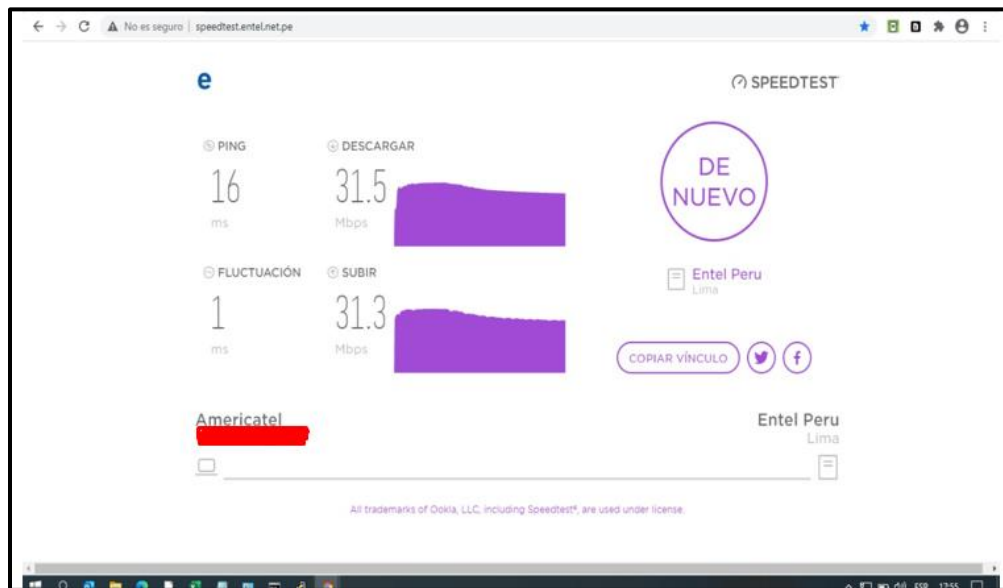 No es seguro | speedtest.entel.net.pe
e
SPEEDTEST
PING
16
ms
DESCARGAR
31.5
Mbps
FLUCTUACIÓN
1
ms
SUBIR
31.3
Mbps
DE
NUEVO
Entel Peru
Lima
COPIAR VÍNCULO
Americatel
Entel Peru
Lima
All trademarks of Ookla, LLC, including Speedtest®, are used under license.
ESP 17:55